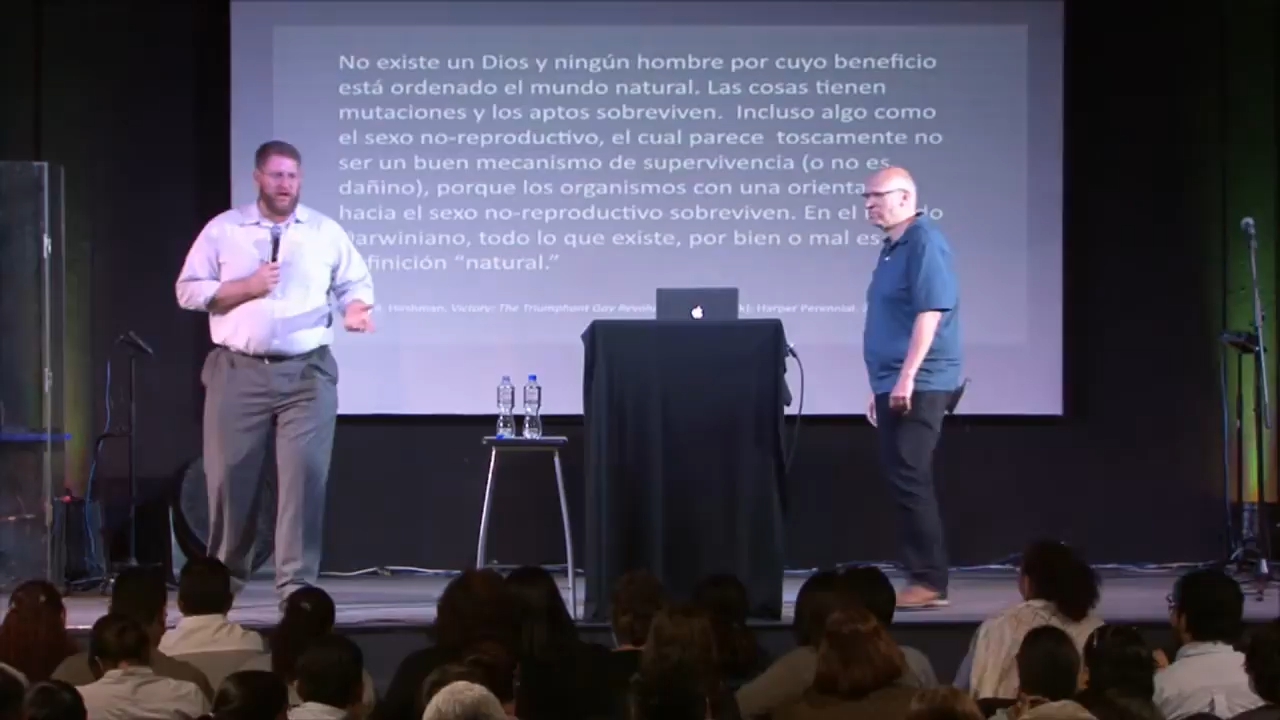 No existe un Dios y ningún hombre por cuyo beneficio
está ordenado el mundo natural. Las cosas tienen
mutaciones y los aptos sobreviven. Incluso algo como
el sexo no-reproductivo, el cual parece toscamente no
ser un buen mecanismo de supervivencia (o no es
dañino), porque los organismos con una orienta
hacia el sexo no-reproductivo sobreviven. En el
Darwiniano, todo lo que existe, por bien o mal es
finición “natural.”
Hirshman, Victory: The Triumphant Gay Revolu Harper Perennial.